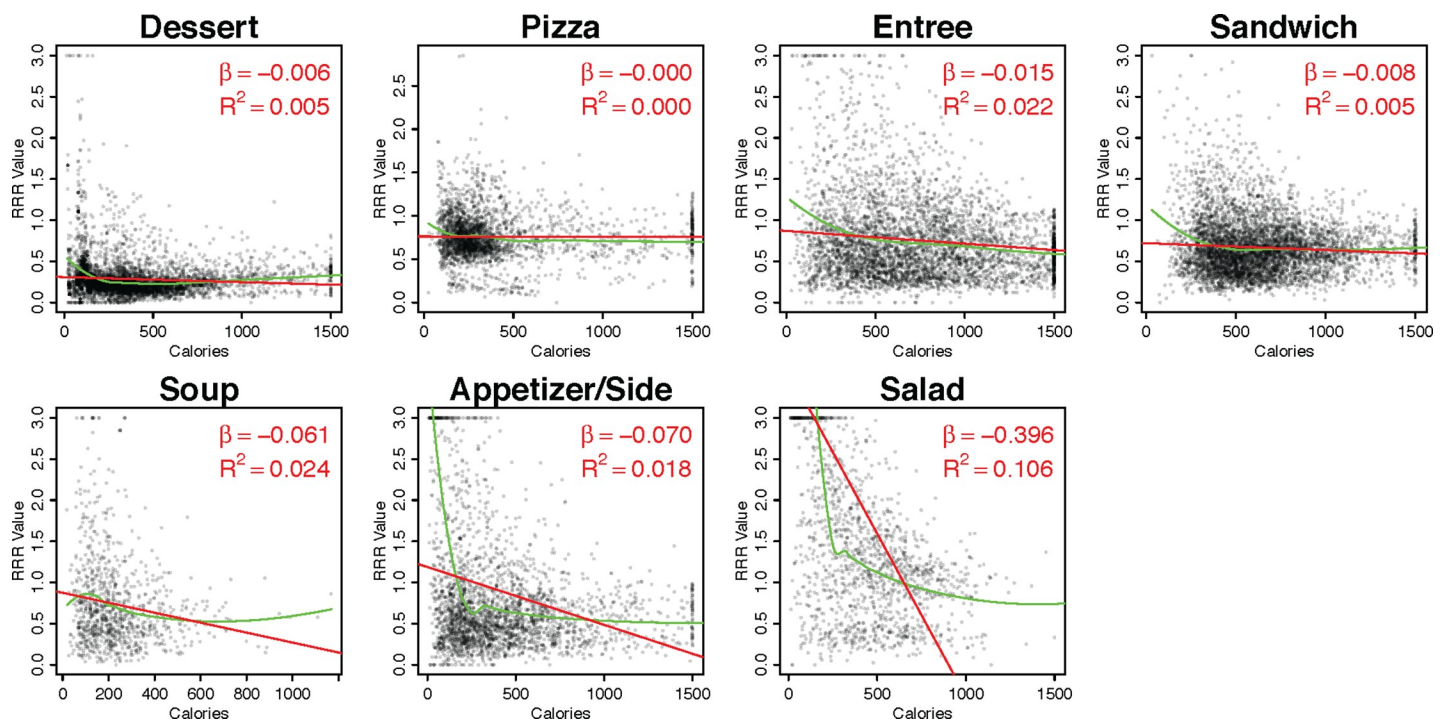 Dessert
β = −0.006
R² = 0.005
RRR Value
3.0
2.5
2.0
1.5
1.0
0.5
0.0
0 500 1000 1500
Calories
Pizza
β = −0.000
R² = 0.000
RRR Value
2.5
2.0
1.5
1.0
0.5
0.0
0 500 1000 1500
Calories
Entree
β = −0.015
R² = 0.022
RRR Value
3.0
2.5
2.0
1.5
1.0
0.5
0.0
0 500 1000 1500
Calories
Sandwich
β = −0.008
R² = 0.005
RRR Value
3.0
2.5
2.0
1.5
1.0
0.5
0.0
0 500 1000 1500
Calories
Soup
β = −0.061
R² = 0.024
RRR Value
3.0
2.5
2.0
1.5
1.0
0.5
0.0
0 200 400 600 800 1000
Calories
Appetizer/Side
β = −0.070
R² = 0.018
RRR Value
3.0
2.5
2.0
1.5
1.0
0.5
0.0
0 500 1000 1500
Calories
Salad
β = −0.396
R² = 0.106
RRR Value
3.0
2.5
2.0
1.5
1.0
0.5
0.0
0 500 1000 1500
Calories